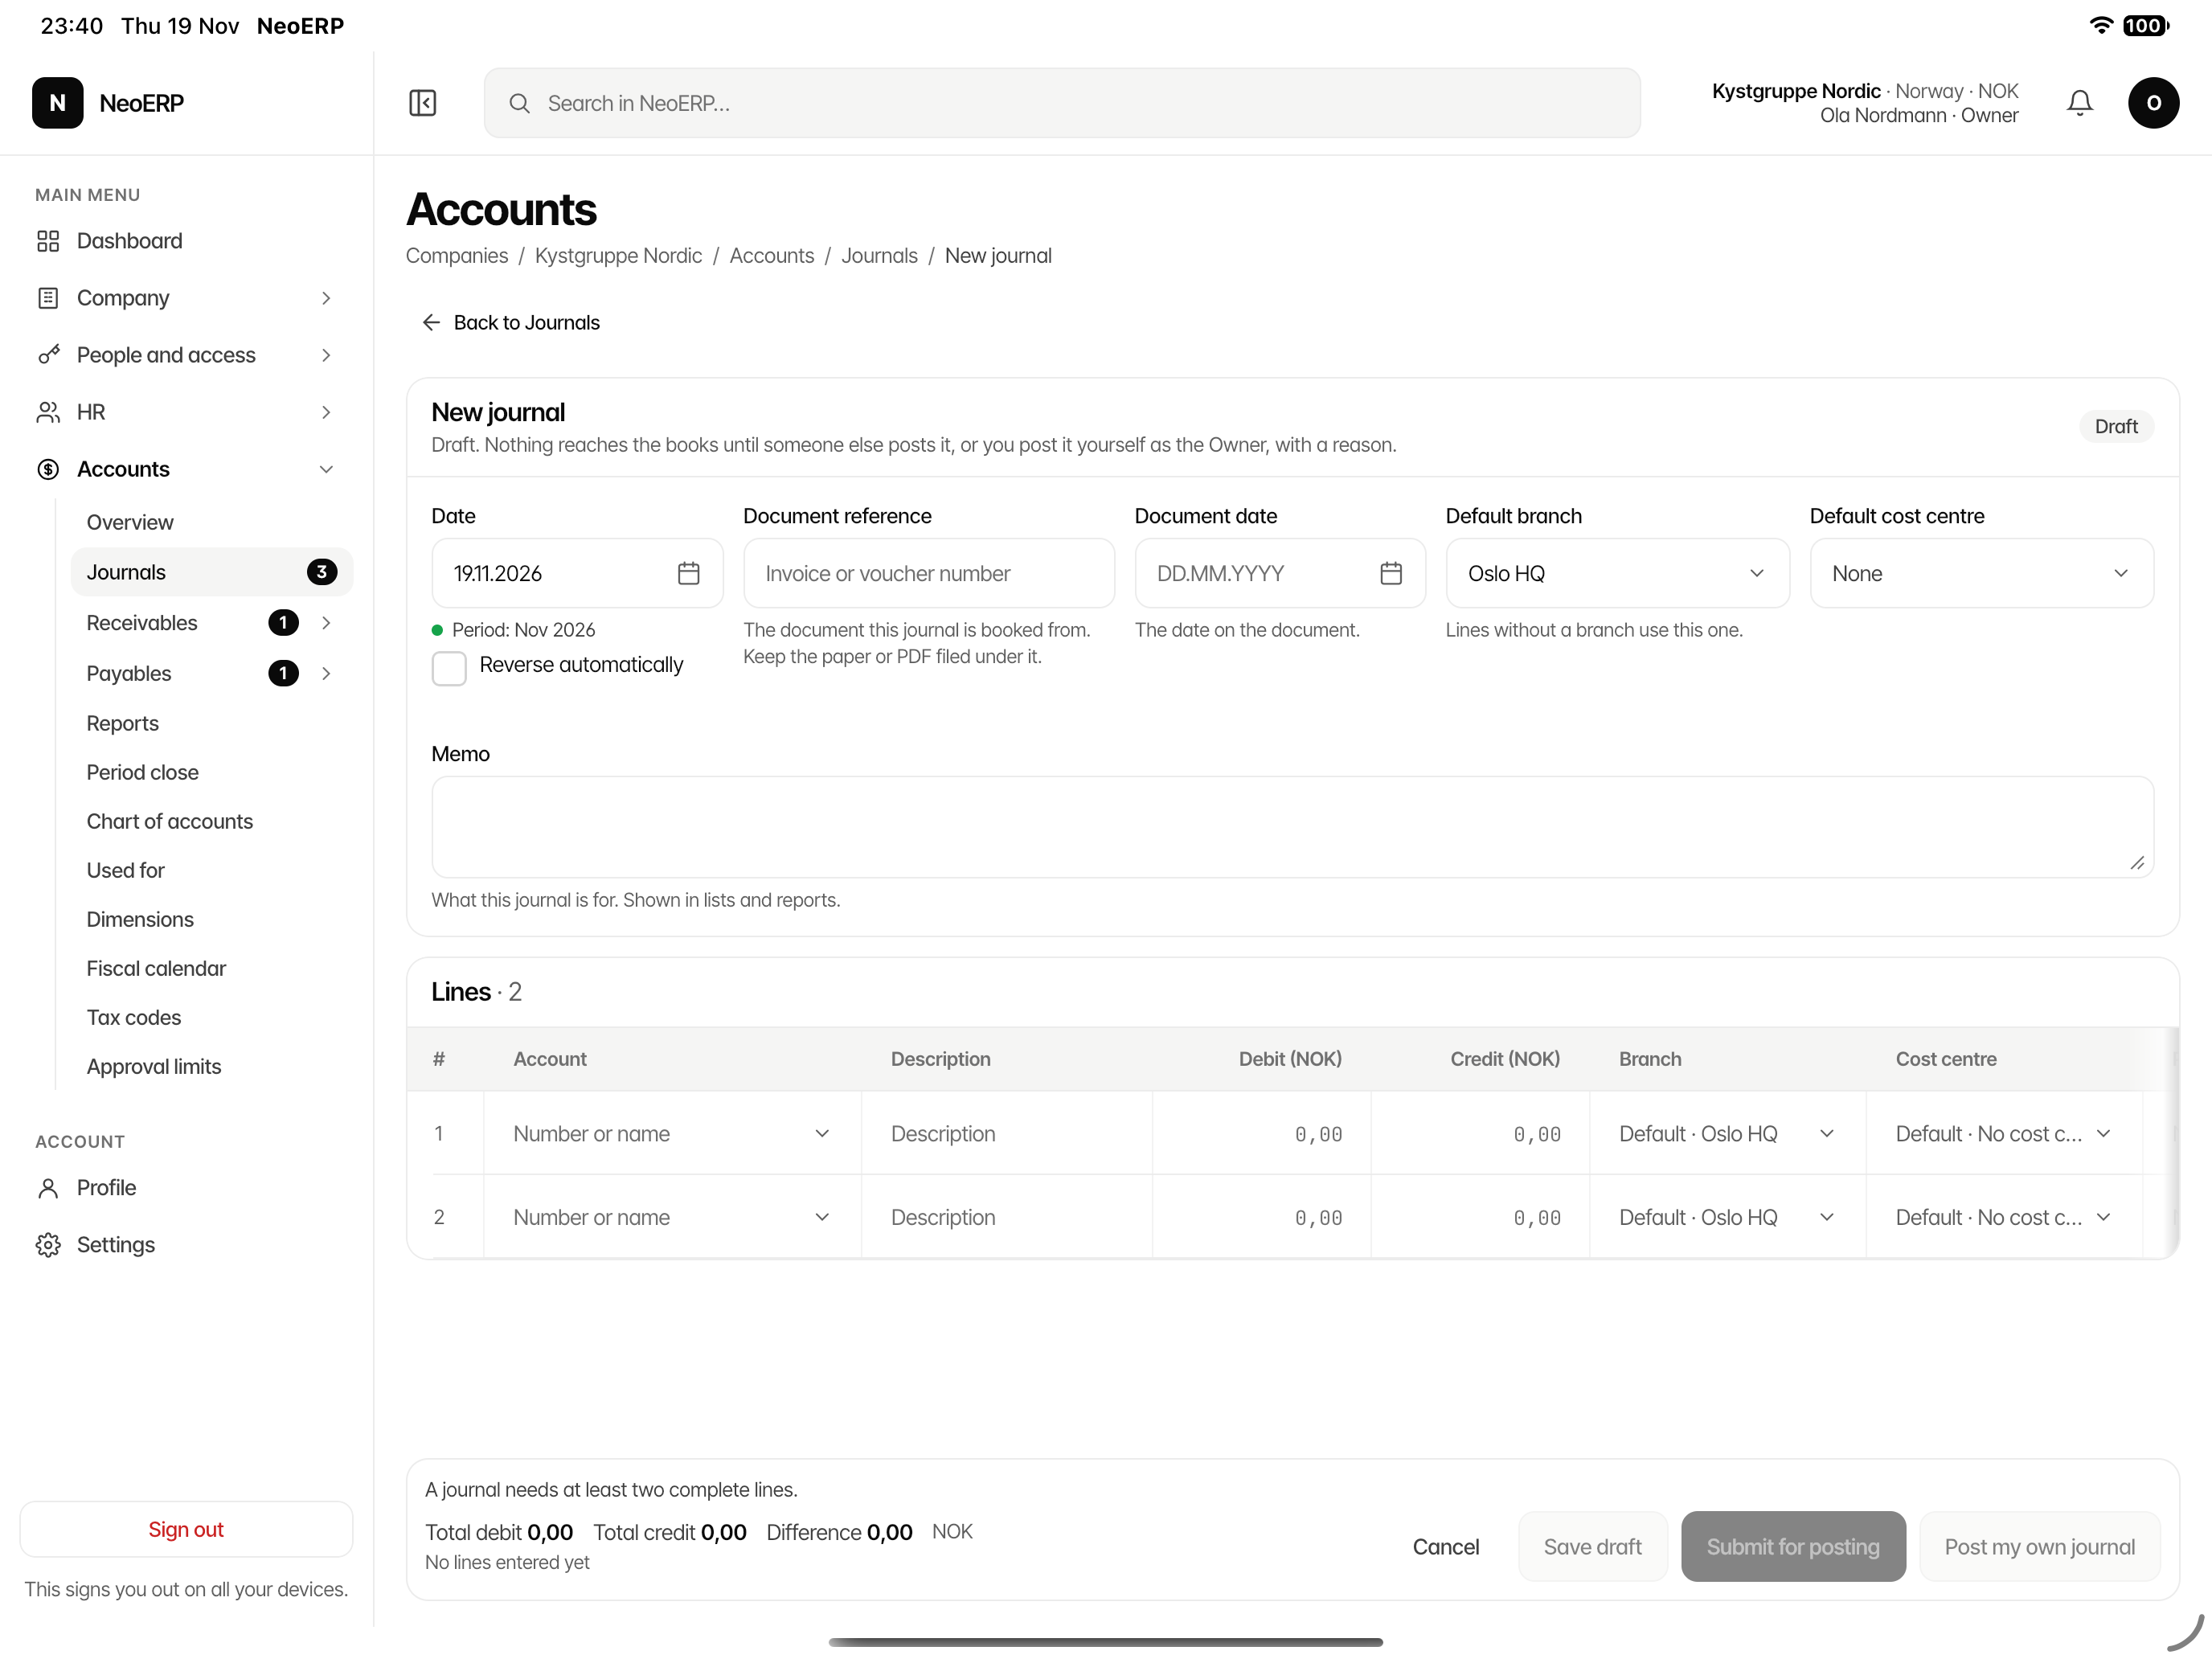 23:40 Thu 19 Nov NeoERP 100
N NeoERP
Search in NeoERP...
Kystgruppe Nordic · Norway · NOK
Ola Nordmann · Owner
O
MAIN MENU
Dashboard
Company
People and access
HR
Accounts
Overview
Journals 3
Receivables 1
Payables 1
Reports
Period close
Chart of accounts
Used for
Dimensions
Fiscal calendar
Tax codes
Approval limits
ACCOUNT
Profile
Settings
Sign out
This signs you out on all your devices.
Accounts
Companies / Kystgruppe Nordic / Accounts / Journals / New journal
Back to Journals
New journal
Draft. Nothing reaches the books until someone else posts it, or you post it yourself as the Owner, with a reason.
Draft
Date
19.11.2026
Period: Nov 2026
Reverse automatically
Document reference
Invoice or voucher number
The document this journal is booked from.
Keep the paper or PDF filed under it.
Document date
DD.MM.YYYY
The date on the document.
Default branch
Oslo HQ
Lines without a branch use this one.
Default cost centre
None
Memo
What this journal is for. Shown in lists and reports.
Lines · 2
# Account Description Debit (NOK) Credit (NOK) Branch Cost centre
1 Number or name Description 0,00 0,00 Default · Oslo HQ Default · No cost c...
2 Number or name Description 0,00 0,00 Default · Oslo HQ Default · No cost c...
A journal needs at least two complete lines.
Total debit 0,00 Total credit 0,00 Difference 0,00 NOK
No lines entered yet
Cancel Save draft Submit for posting Post my own journal